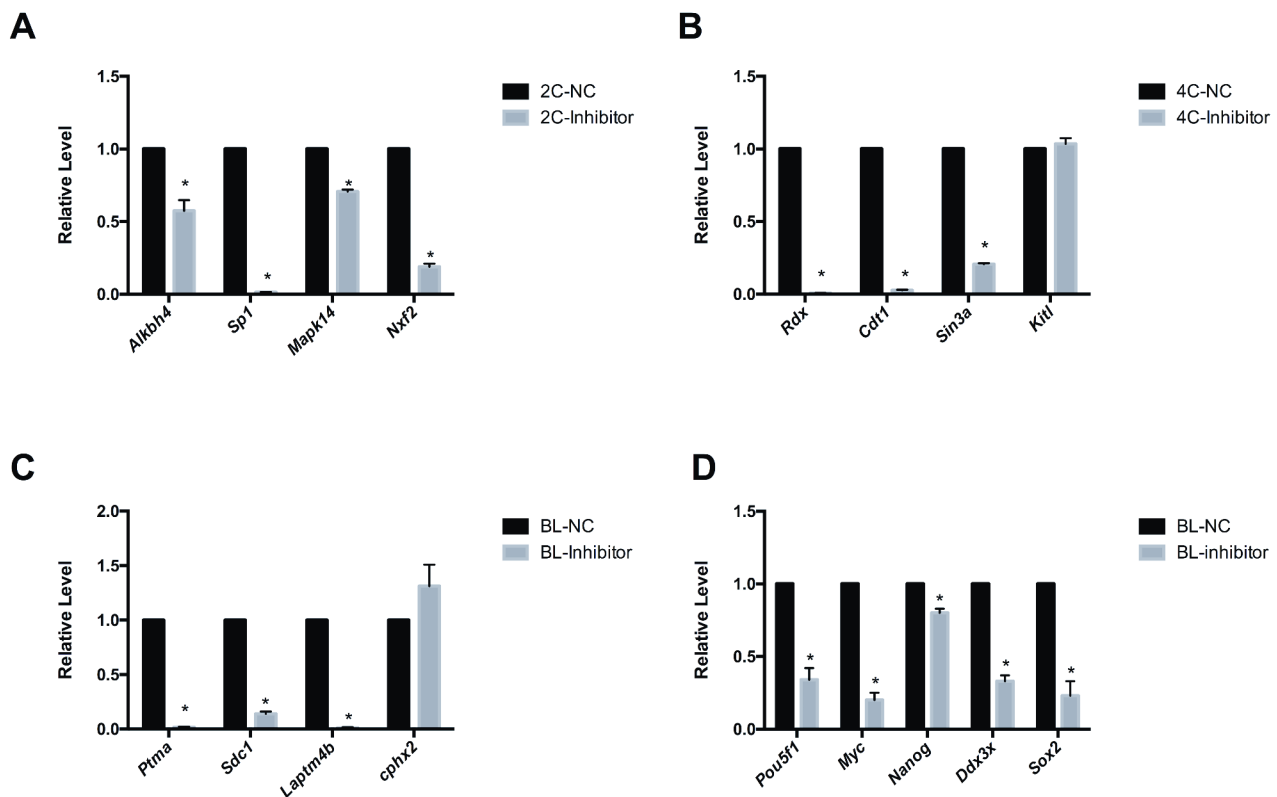 A
1.5
1.0
0.5
0.0
Relative Level
2C-NC
2C-Inhibitor
*
*
*
*
Alkbh4
Sp1
Mapk14
Nxf2
B
1.5
1.0
0.5
0.0
Relative Level
4C-NC
4C-Inhibitor
*
*
*
Rdx
Cdt1
Sin3a
Kitl
C
2.0
1.5
1.0
0.5
0.0
Relative Level
BL-NC
BL-Inhibitor
*
*
*
Ptma
Sdc1
Laptm4b
cphx2
D
1.5
1.0
0.5
0.0
Relative Level
BL-NC
BL-inhibitor
*
*
*
*
*
Pou5f1
Myc
Nanog
Ddx3x
Sox2